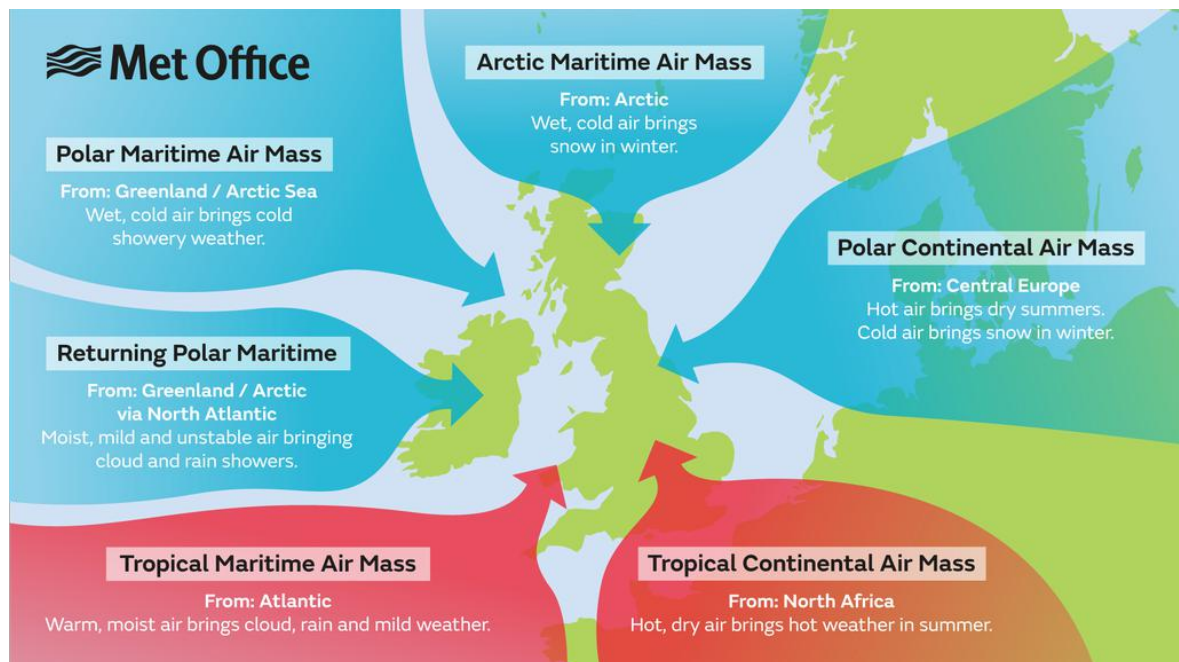 Met Office
Arctic Maritime Air Mass
From: Arctic
Wet, cold air brings
snow in winter.
Polar Maritime Air Mass
From: Greenland / Arctic Sea
Wet, cold air brings cold
showery weather.
Polar Continental Air Mass
From: Central Europe
Hot air brings dry summers.
Cold air brings snow in winter.
Returning Polar Maritime
From: Greenland / Arctic
via North Atlantic
Moist, mild and unstable air bringing
cloud and rain showers.
Tropical Maritime Air Mass
From: Atlantic
Warm, moist air brings cloud, rain and mild weather.
Tropical Continental Air Mass
From: North Africa
Hot, dry air brings hot weather in summer.